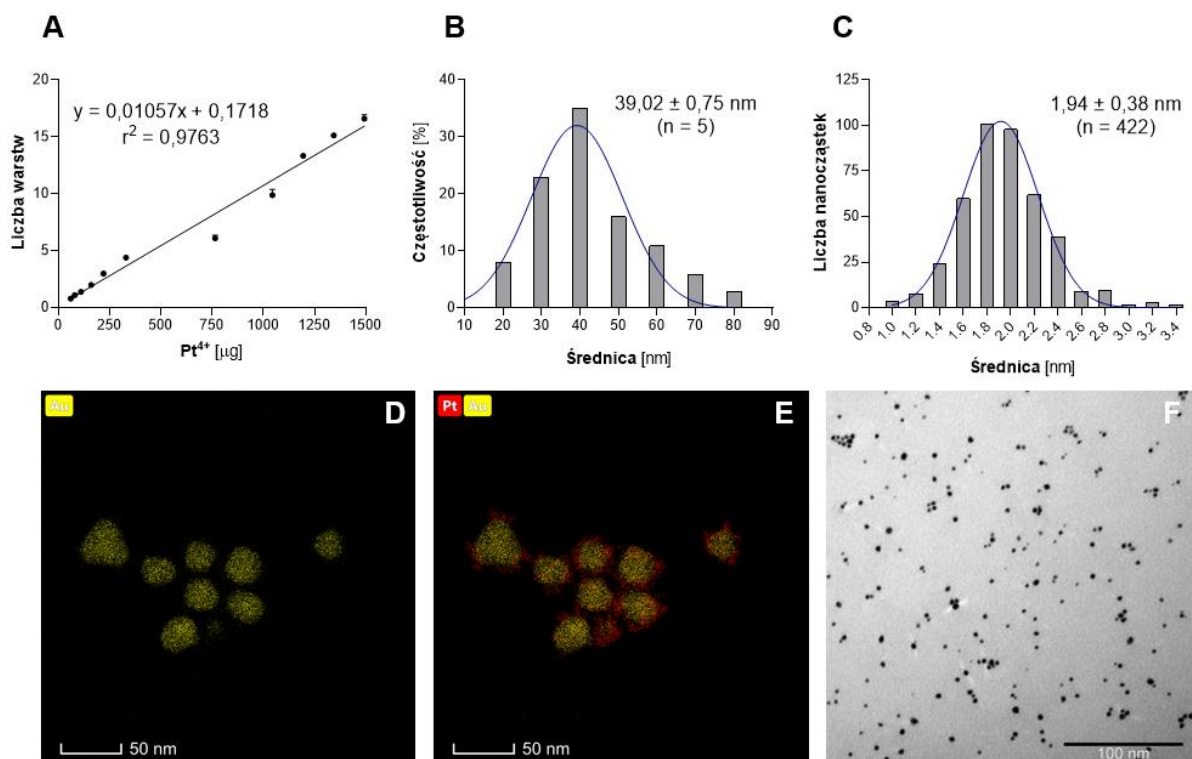 A
Liczba warstw
20
15
10
5
0
y = 0,01057x + 0,1718
r² = 0,9763
0 250 500 750 1000 1250 1500
Pt⁴⁺ [µg]
B
Częstotliwość [%]
40
30
20
10
0
39,02 ± 0,75 nm
(n = 5)
10 20 30 40 50 60 70 80 90
Średnica [nm]
C
Liczba nanocząstek
125
100
75
50
25
0
1,94 ± 0,38 nm
(n = 422)
0.8 1.0 1.2 1.4 1.6 1.8 2.0 2.2 2.4 2.6 2.8 3.0 3.2 3.4
Średnica [nm]
Au
D
50 nm
Pt Au
E
50 nm
F
100 nm